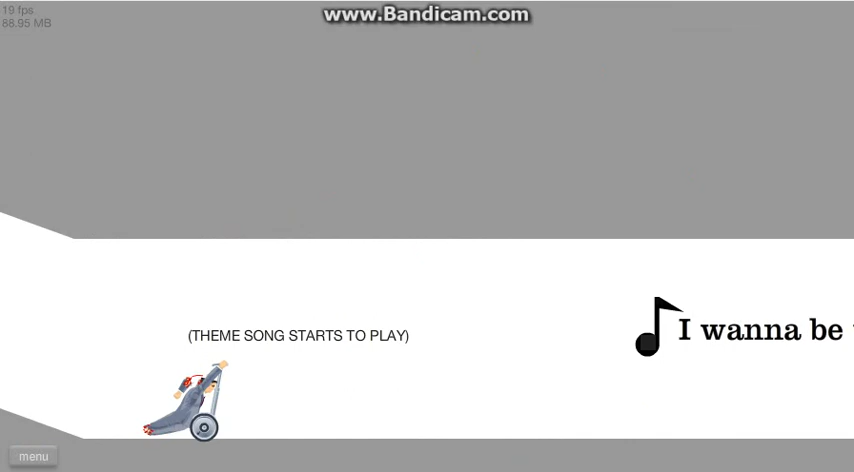 19 fps
88.95 MB
www.Bandicam.com
(THEME SONG STARTS TO PLAY)
I wanna be
menu